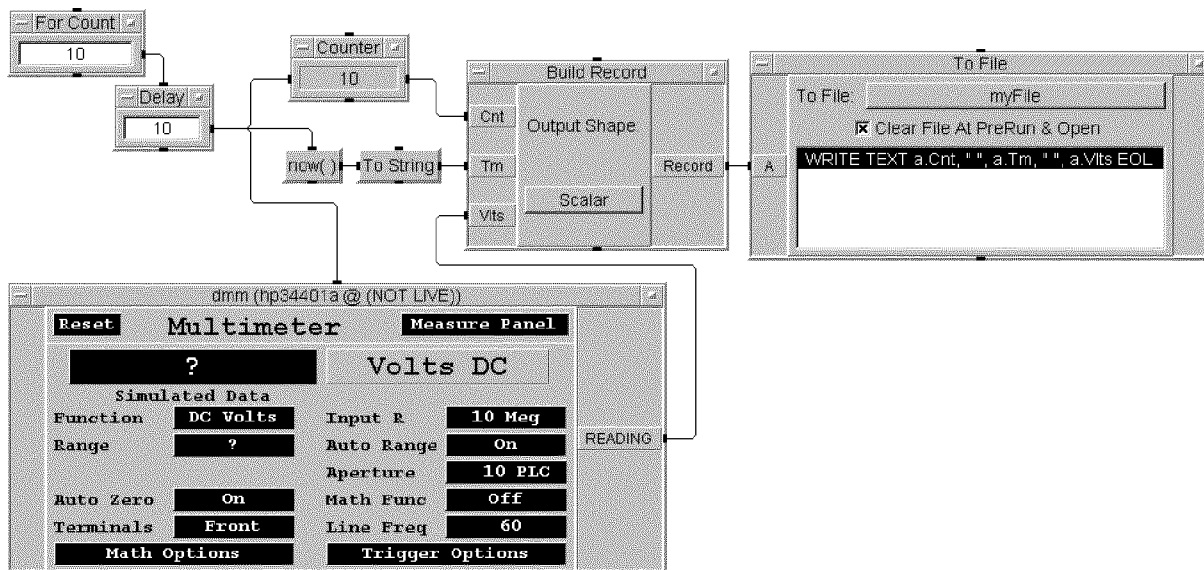 For Count
10
Delay
10
Counter
10
now( )
To String
Build Record
Cnt
Tm
Vlts
Output Shape
Scalar
Record
To File
To File:
myFile
Clear File At PreRun & Open
A
WRITE TEXT a.Cnt, " ", a.Tm, " ", a.Vlts EOL
dmm (hp34401a @ (NOT LIVE))
Reset
Multimeter
Measure Panel
?
Volts DC
Simulated Data
Function DC Volts Input R 10 Meg
Range ? Auto Range On
Aperture 10 PLC
Auto Zero On Math Func Off
Terminals Front Line Freq 60
Math Options Trigger Options
READING